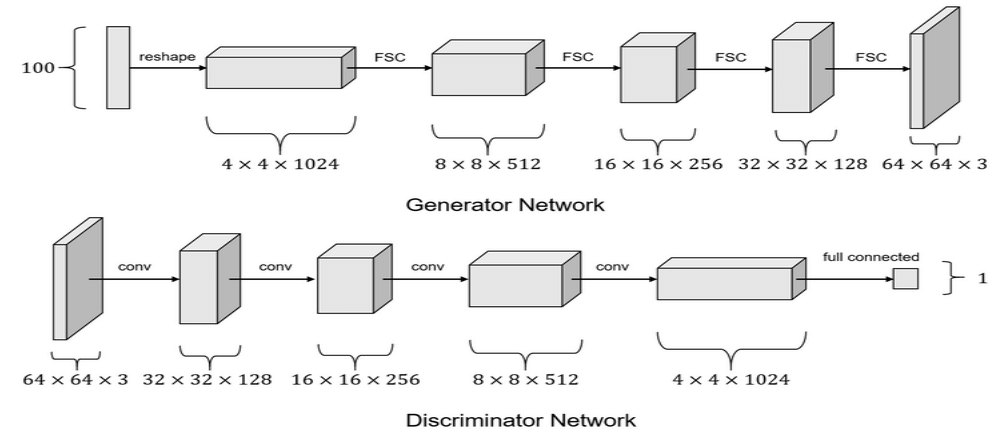 100
reshape
FSC
FSC
FSC
FSC
4 × 4 × 1024
8 × 8 × 512
16 × 16 × 256
32 × 32 × 128
64 × 64 × 3
Generator Network
conv
conv
conv
conv
full connected
1
64 × 64 × 3
32 × 32 × 128
16 × 16 × 256
8 × 8 × 512
4 × 4 × 1024
Discriminator Network